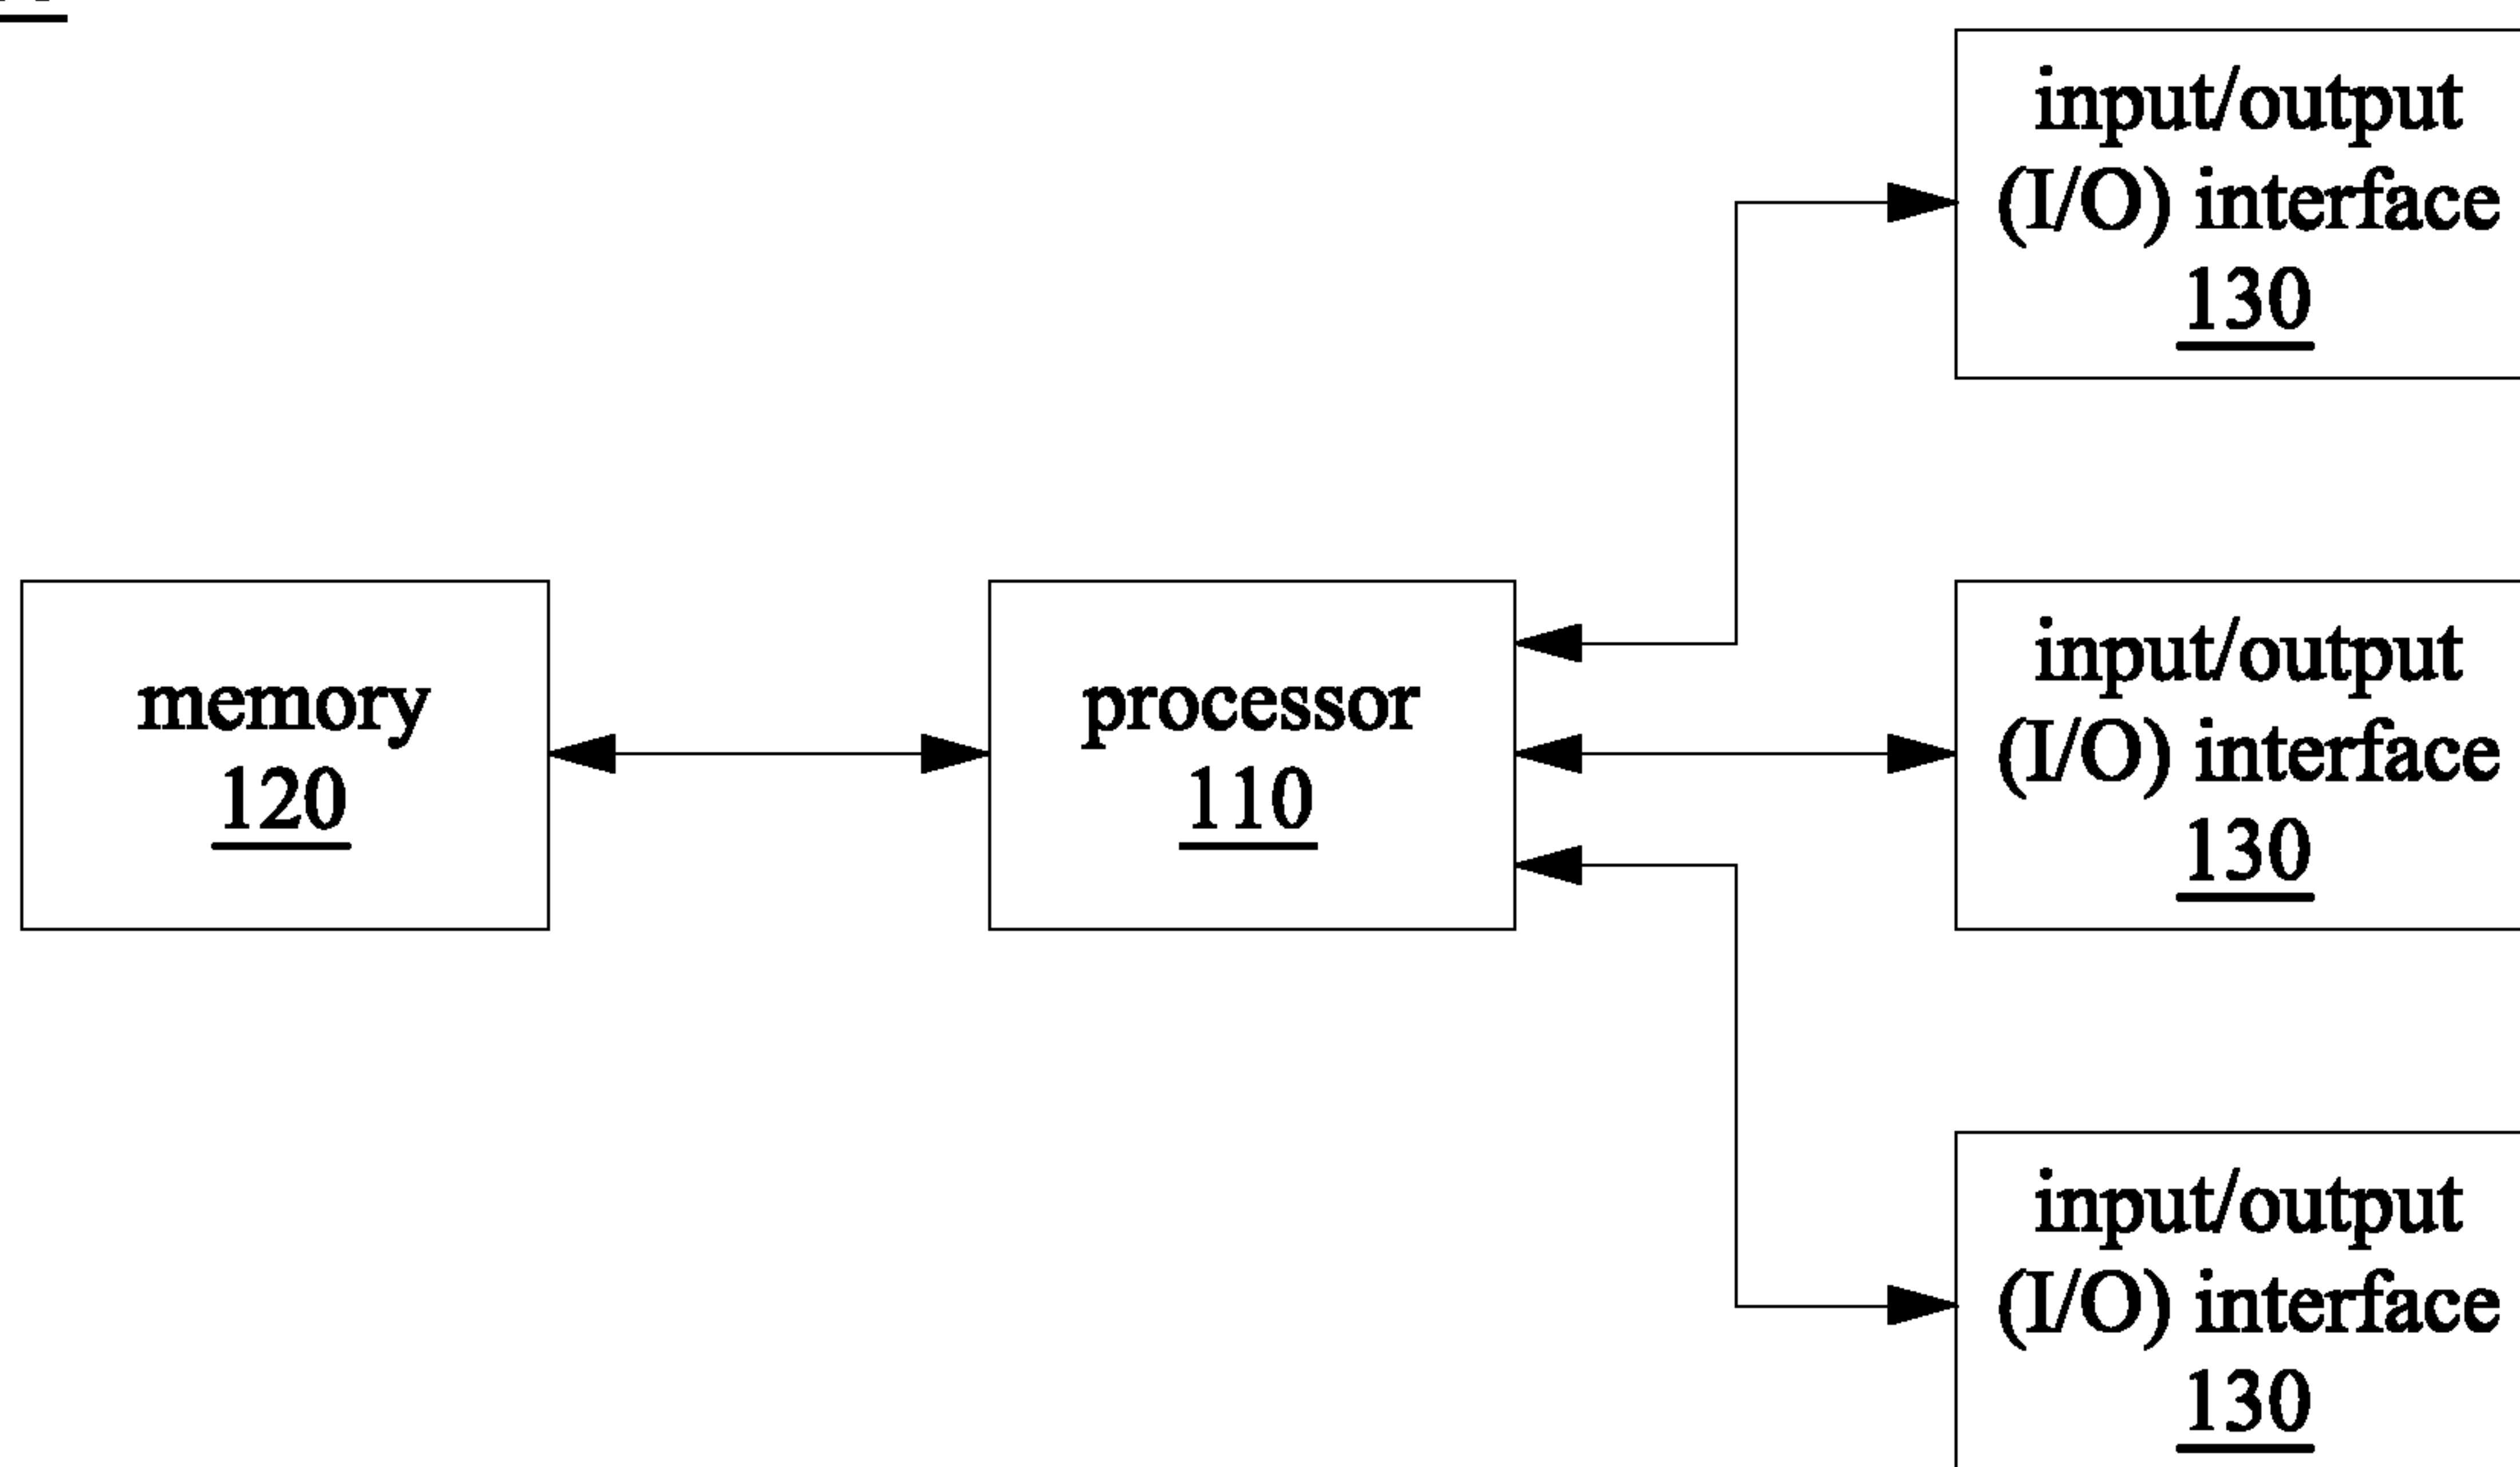 input/output
(I/O) interface
130
memory
120
processor
110
input/output
(I/O) interface
130
input/output
(I/O) interface
130